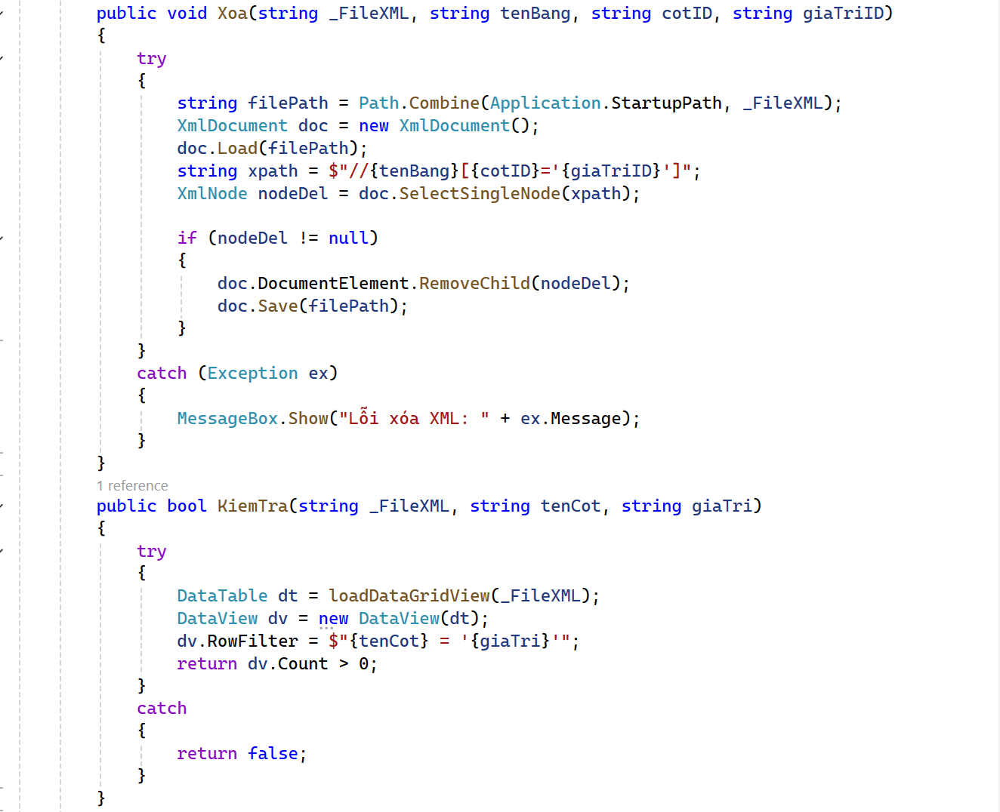 public void Xoa(string _FileXML, string tenBang, string cotID, string giaTriID)
{
try
{
string filePath = Path.Combine(Application.StartupPath, _FileXML);
XmlDocument doc = new XmlDocument();
doc.Load(filePath);
string xpath = $"//{tenBang}[{cotID}='{giaTriID}']";
XmlNode nodeDel = doc.SelectSingleNode(xpath);
if (nodeDel != null)
{
doc.DocumentElement.RemoveChild(nodeDel);
doc.Save(filePath);
}
}
catch (Exception ex)
{
MessageBox.Show("Lỗi xóa XML: " + ex.Message);
}
}
1 reference
public bool KiemTra(string _FileXML, string tenCot, string giaTri)
{
try
{
DataTable dt = loadDataGridView(_FileXML);
DataView dv = new DataView(dt);
dv.RowFilter = $"{tenCot} = '{giaTri}'";
return dv.Count > 0;
}
catch
{
return false;
}
}